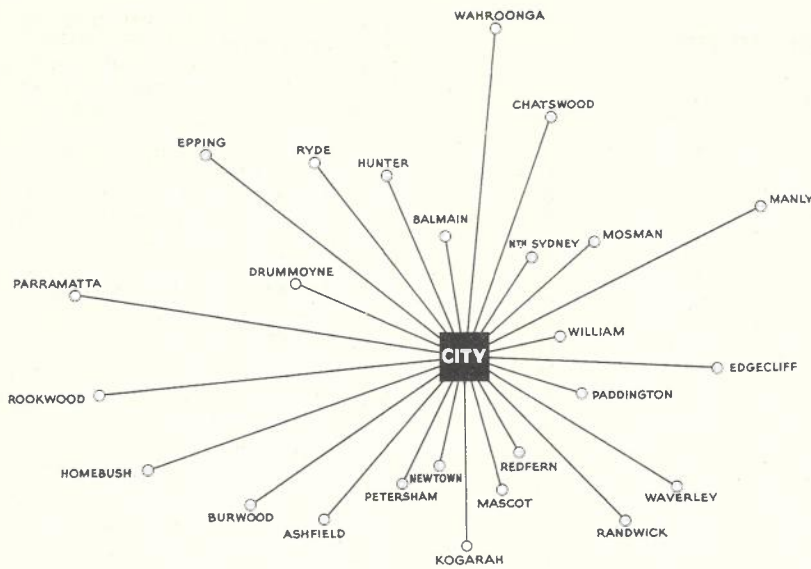 WAHROONGA
CHATSWOOD
EPPING
RYDE
HUNTER
MANLY
BALMAIN
NTH SYDNEY
MOSMAN
DRUMMOYNE
PARRAMATTA
WILLIAM
CITY
EDGECLIFF
ROOKWOOD
PADDINGTON
HOMEBUSH
NEWTOWN
REDFERN
PETERSHAM
MASCOT
WAVERLEY
BURWOOD
ASHFIELD
RANDWICK
KOGARAH